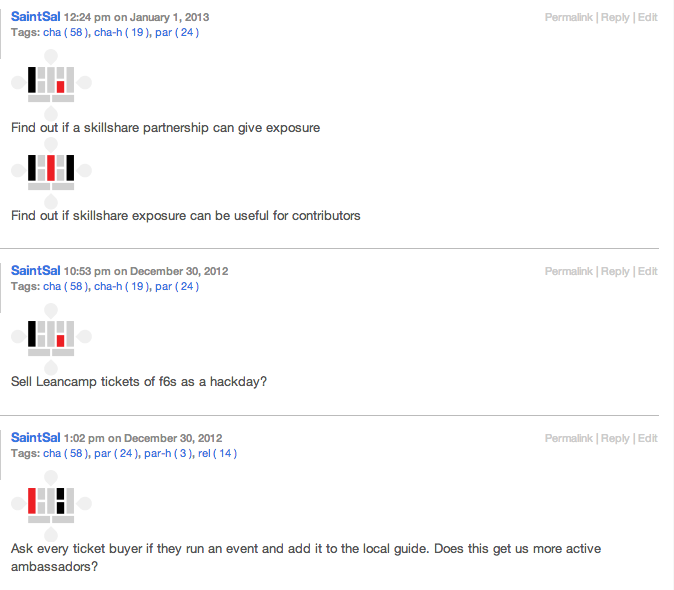 SaintSal 12:24 pm on January 1, 2013 Permalink | Reply | Edit
Tags: cha ( 58 ), cha-h ( 19 ), par ( 24 )
Find out if a skillshare partnership can give exposure
Find out if skillshare exposure can be useful for contributors
SaintSal 10:53 pm on December 30, 2012 Permalink | Reply | Edit
Tags: cha ( 58 ), cha-h ( 19 ), par ( 24 )
Sell Leancamp tickets of f6s as a hackday?
SaintSal 1:02 pm on December 30, 2012 Permalink | Reply | Edit
Tags: cha ( 58 ), par ( 24 ), par-h ( 3 ), rel ( 14 )
Ask every ticket buyer if they run an event and add it to the local guide. Does this get us more active
ambassadors?